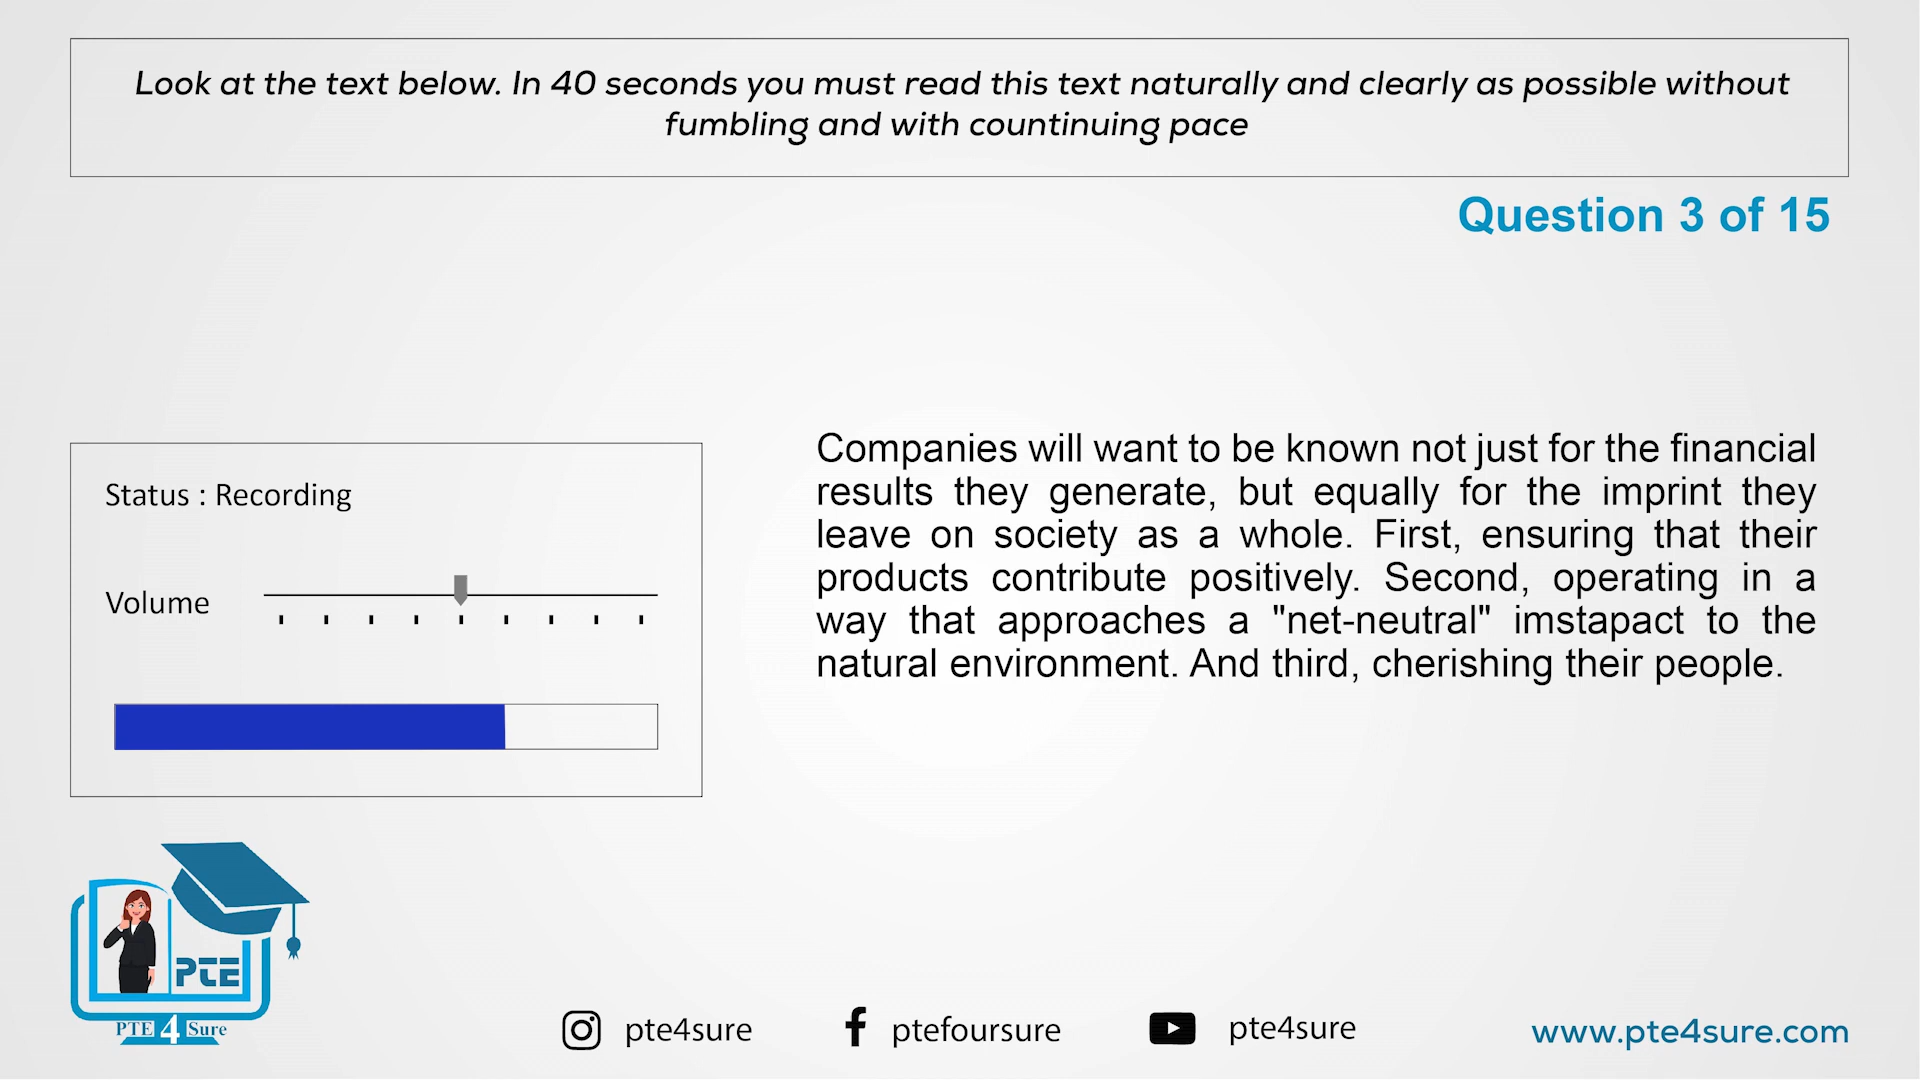 Look at the text below. In 40 seconds you must read this text naturally and clearly as possible without
fumbling and with countinuing pace
Question 3 of 15
Status : Recording
Volume
Companies will want to be known not just for the financial
results they generate, but equally for the imprint they
leave on society as a whole. First, ensuring that their
products contribute positively. Second, operating in a
way that approaches a "net-neutral" imstapact to the
natural environment. And third, cherishing their people.
PTE
PTE 4 Sure
pte4sure
ptefoursure
pte4sure
www.pte4sure.com